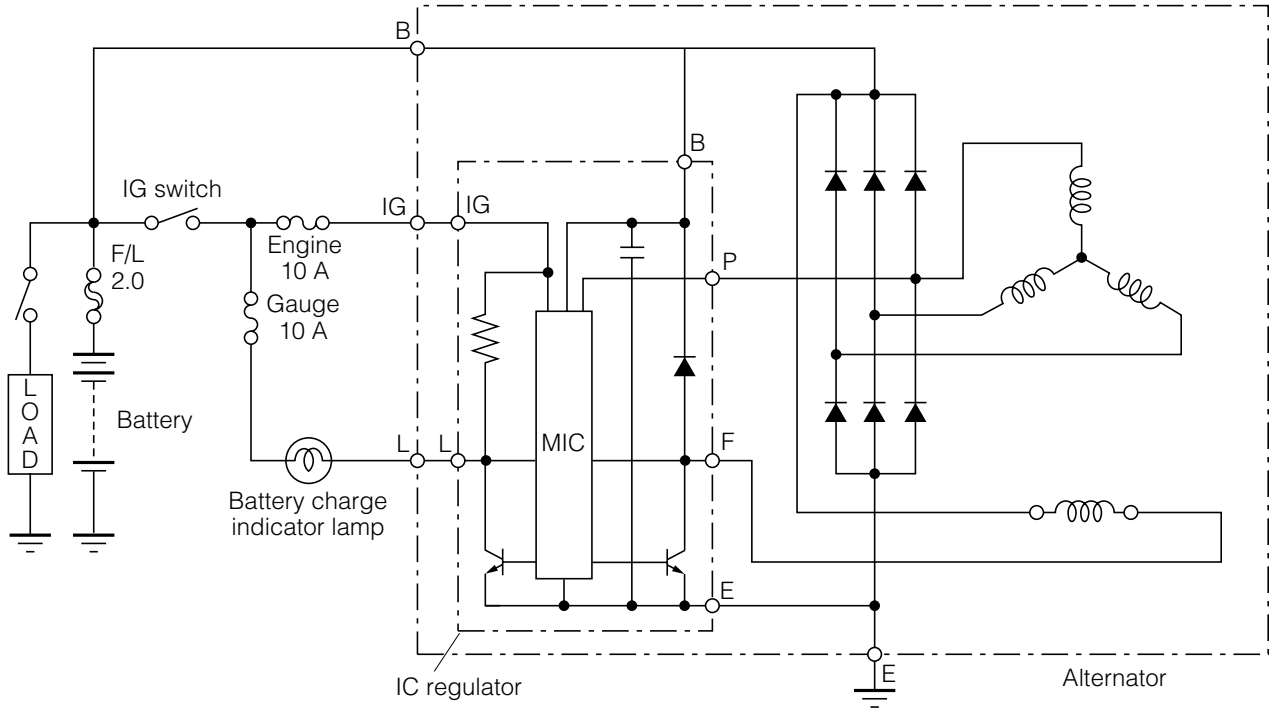 B
B
IG switch
IG
IG
F/L
2.0
Engine
10 A
P
Gauge
10 A
LOAD
Battery
MIC
L
L
F
Battery charge
indicator lamp
E
E
IC regulator
Alternator